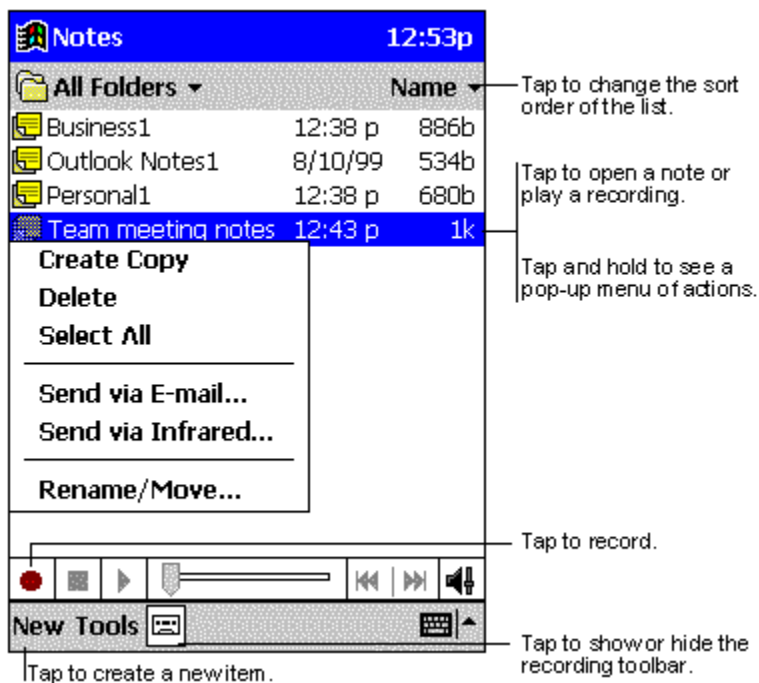 Notes 12:53p
All Folders Name
Tap to change the sort
order of the list.
Business1 12:38 p 886b
Outlook Notes1 8/10/99 534b
Personal1 12:38 p 680b
Team meeting notes 12:43 p 1k
Tap to open a note or
play a recording.
Tap and hold to see a
pop-up menu of actions.
Create Copy
Delete
Select All
Send via E-mail...
Send via Infrared...
Rename/Move...
Tap to record.
New Tools
Tap to show or hide the
recording toolbar.
Tap to create a new item.